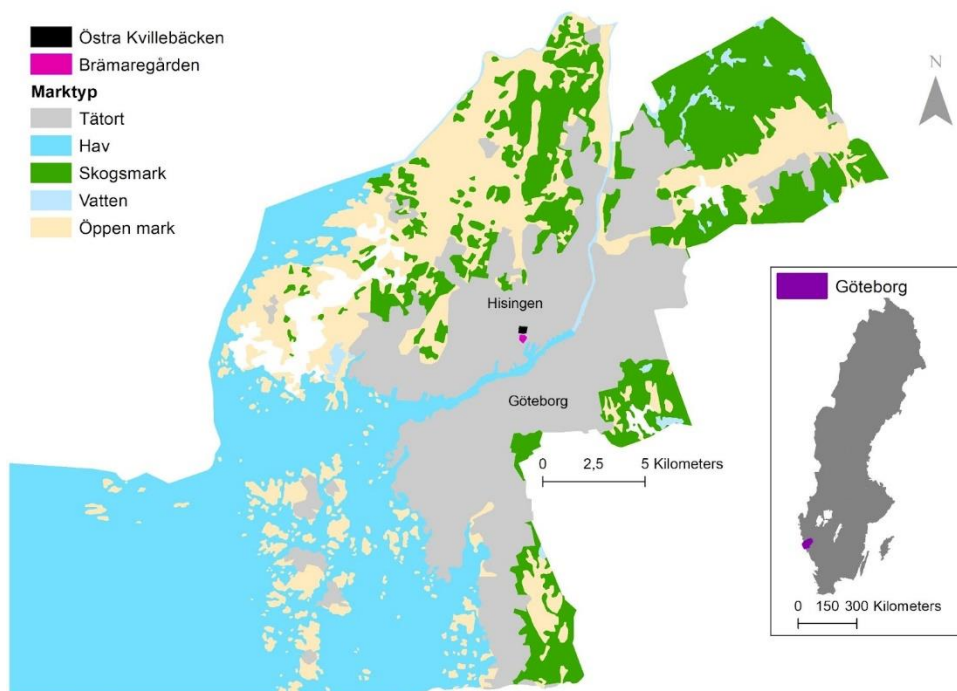 Östra Kvillebäcken
Brämaregården
Marktyp
Tätort
Hav
Skogsmark
Vatten
Öppen mark
N
Hisingen
Göteborg
0 2,5 5 Kilometers
Göteborg
0 150 300 Kilometers